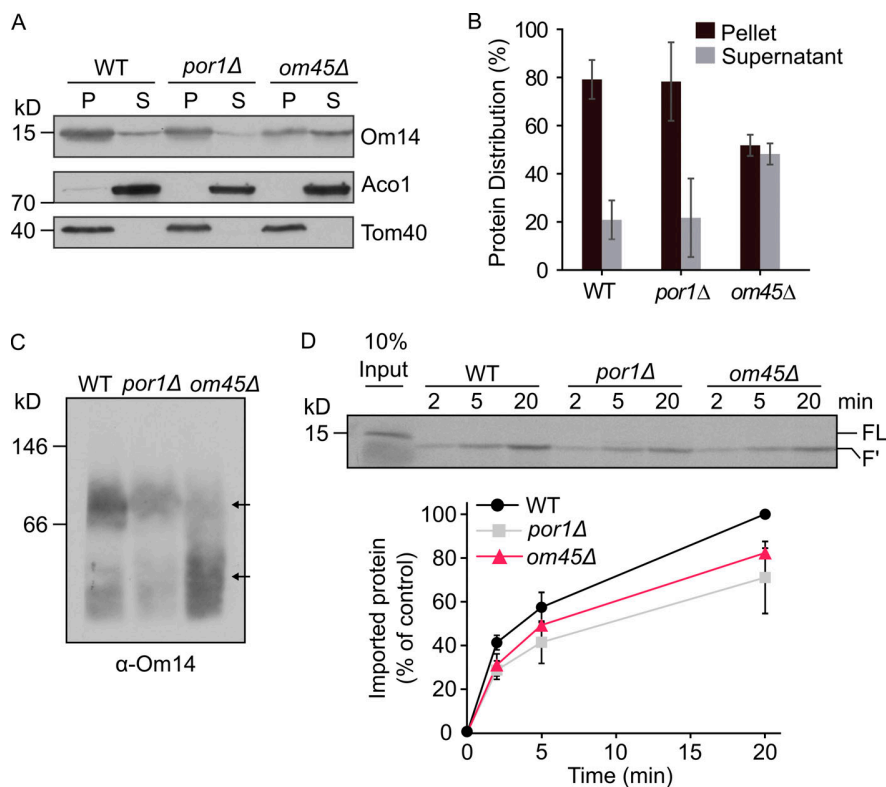 A
WT por1Δ om45Δ
kD P S P S P S
15 Om14
Aco1
70
40 Tom40
B
Pellet
Supernatant
Protein Distribution (%)
100
80
60
40
20
0
WT por1Δ om45Δ
C
WT por1Δ om45Δ
kD
146
66
α-Om14
D
10%
Input WT por1Δ om45Δ
kD 2 5 20 2 5 20 2 5 20 min
15 FL
F'
WT
por1Δ
om45Δ
Imported protein
(% of control)
100
80
60
40
20
0
0 5 10 15 20
Time (min)